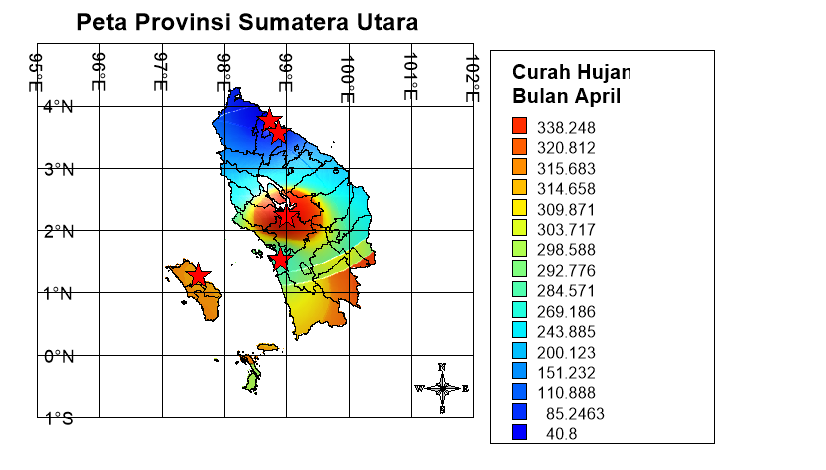 Peta Provinsi Sumatera Utara
95°E 96°E 97°E 98°E 99°E 100°E 101°E 102°E
4°N
3°N
2°N
1°N
0°N
1°S
N
W E
S
Curah Hujan
Bulan April
338.248
320.812
315.683
314.658
309.871
303.717
298.588
292.776
284.571
269.186
243.885
200.123
151.232
110.888
85.2463
40.8